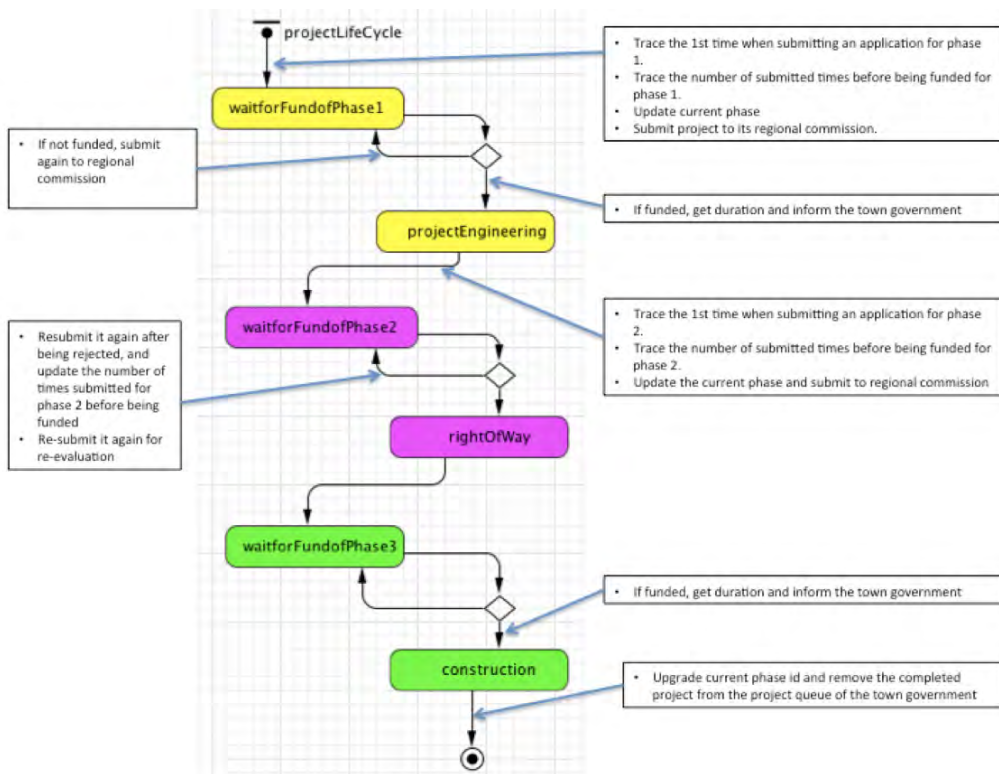 projectLifeCycle
• Trace the 1st time when submitting an application for phase
1.
• Trace the number of submitted times before being funded for
phase 1.
• Update current phase
• Submit project to its regional commission.
waitforFundofPhase1
• If not funded, submit
again to regional
commission
• If funded, get duration and inform the town government
projectEngineering
waitforFundofPhase2
• Trace the 1st time when submitting an application for phase
2.
• Trace the number of submitted times before being funded for
phase 2.
• Update the current phase and submit to regional commission
• Resubmit it again after
being rejected, and
update the number of
times submitted for
phase 2 before being
funded
• Re-submit it again for
re-evaluation
rightOfWay
waitforFundofPhase3
• If funded, get duration and inform the town government
construction
• Upgrade current phase id and remove the completed
project from the project queue of the town government